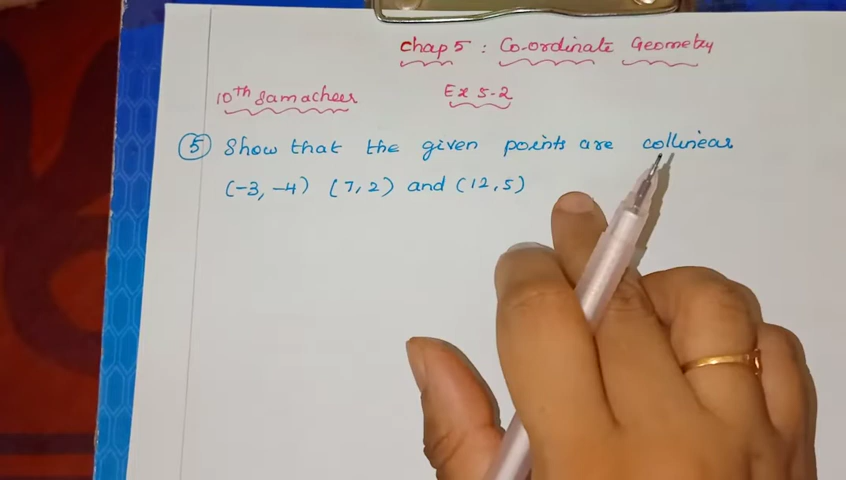 Chap 5 : Co-ordinate Geometry
10th Samacheer Ex 5-2
⑤ Show that the given points are collinear
(-3, -4) (7, 2) and (12, 5)